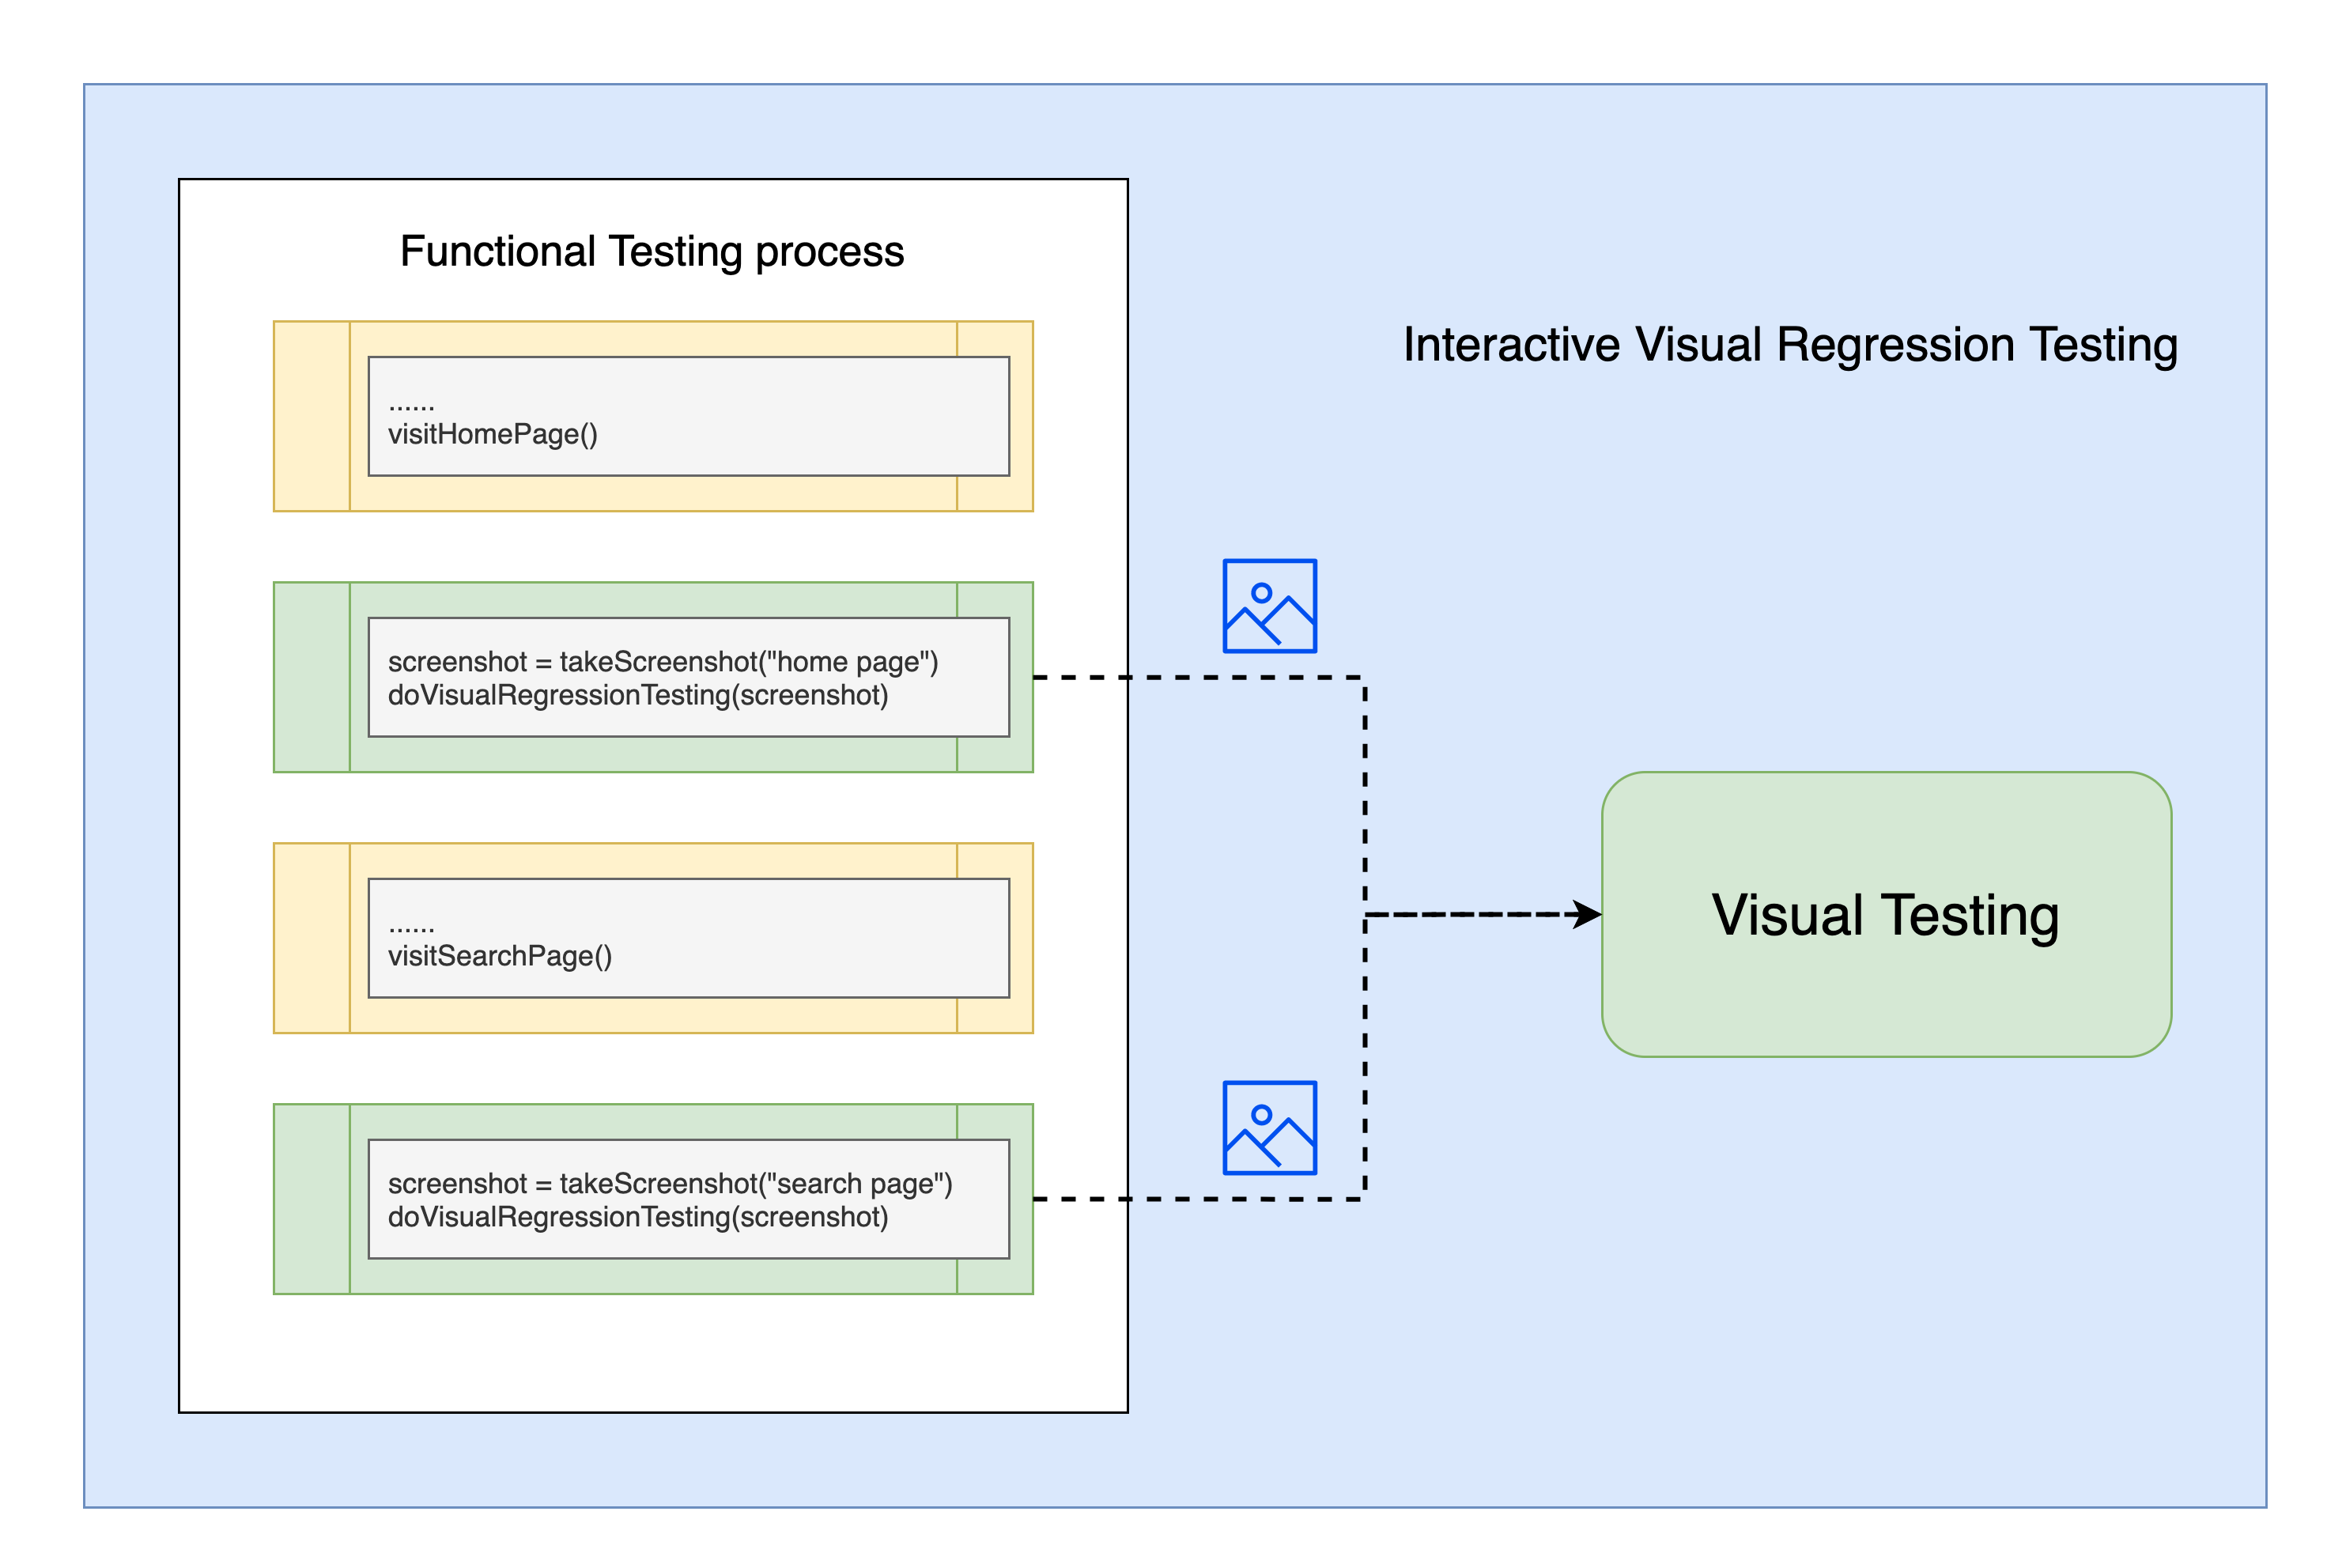 Functional Testing process
Interactive Visual Regression Testing
......
visitHomePage()
screenshot = takeScreenshot("home page")
doVisualRegressionTesting(screenshot)
......
visitSearchPage()
Visual Testing
screenshot = takeScreenshot("search page")
doVisualRegressionTesting(screenshot)